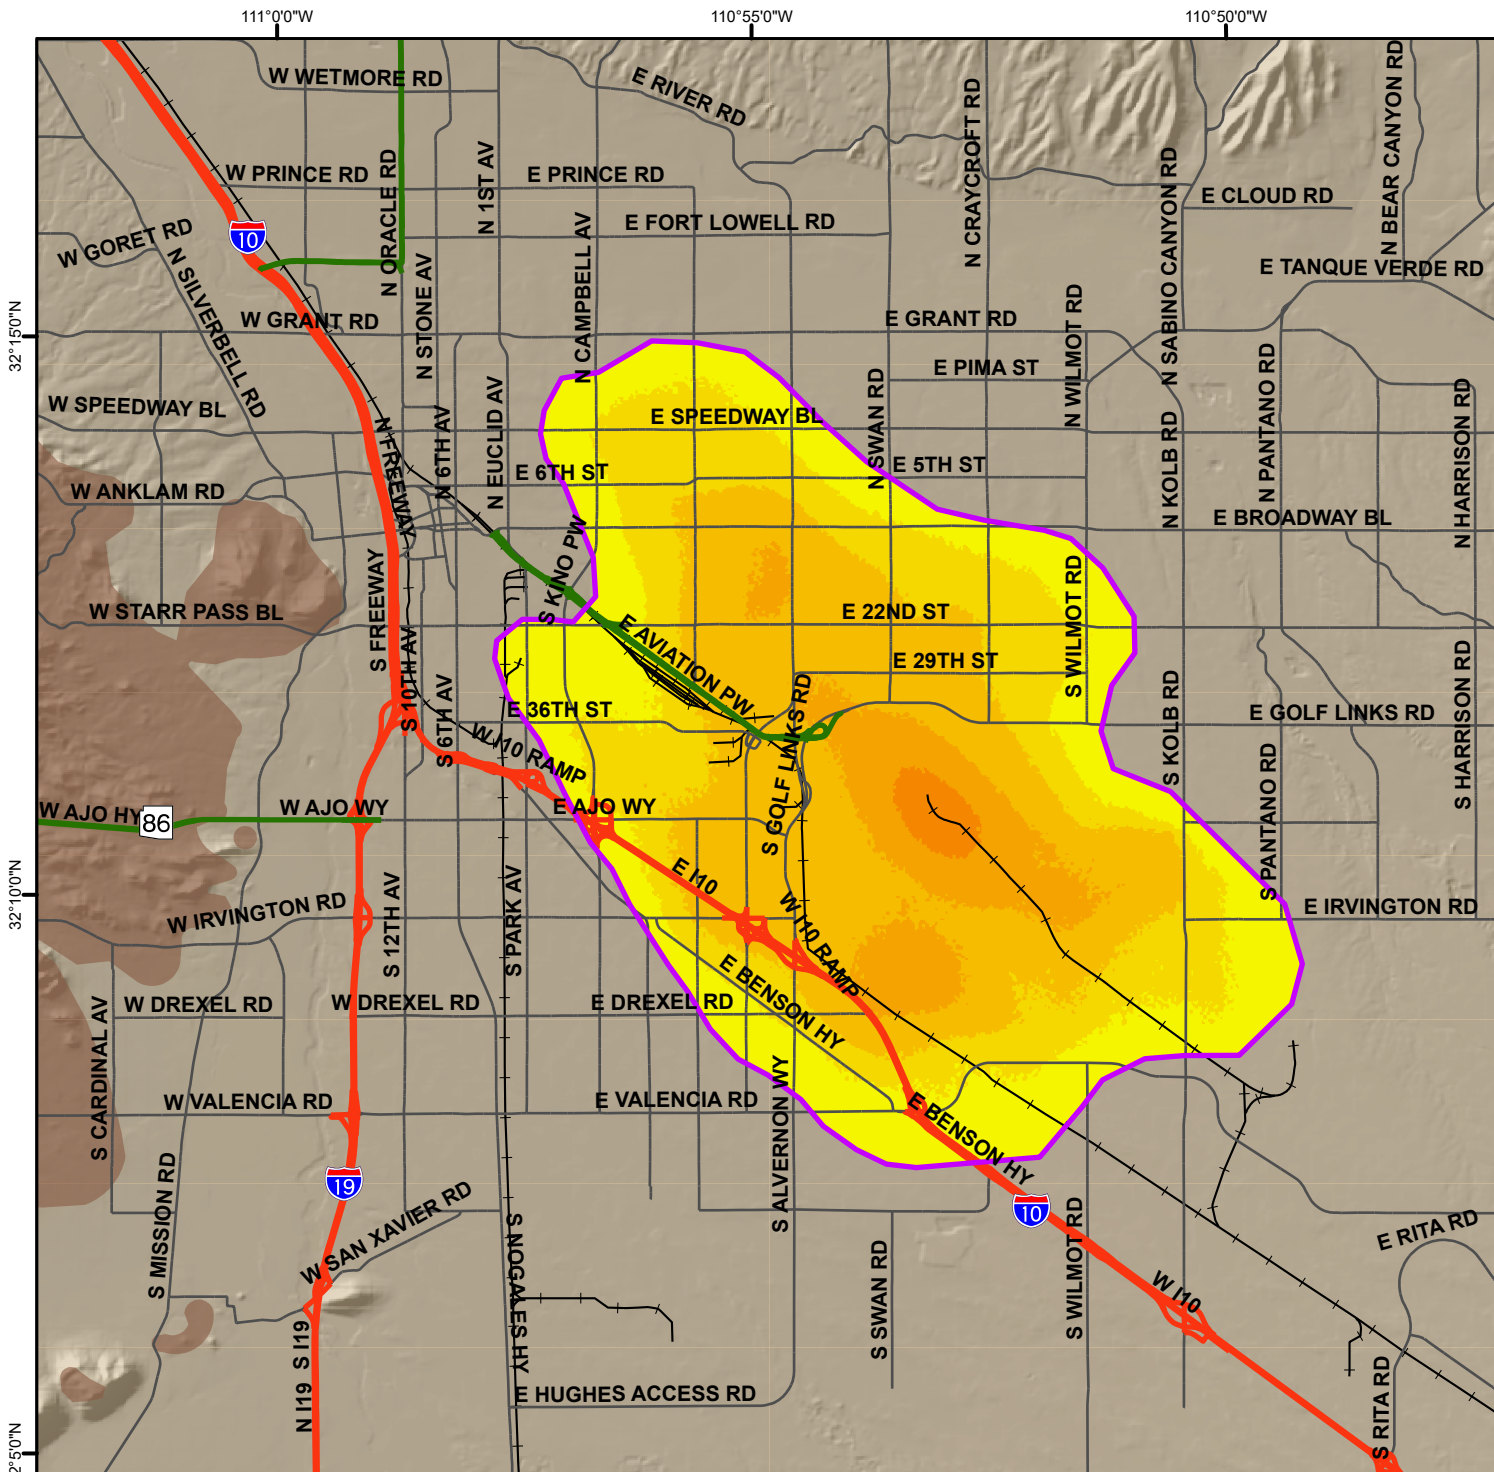 111°0'0"W
110°55'0"W
110°50'0"W
W WETMORE RD
E RIVER RD
N CRAYCROFT RD
N BEAR CANYON RD
W PRINCE RD
N ORACLE RD
N 1ST AV
E PRINCE RD
N SABINO CANYON RD
E CLOUD RD
W GORET RD
10
N CAMPBELL AV
E FORT LOWELL RD
E TANQUE VERDE RD
N SILVERBELL RD
N STONE AV
32°15'0"N
W GRANT RD
E GRANT RD
N WILMOT RD
E PIMA ST
N SWAN RD
N PANTANO RD
N HARRISON RD
W SPEEDWAY BL
N FREEWAY
N 6TH AV
N EUCLID AV
E SPEEDWAY BL
N KOLB RD
E 6TH ST
E 5TH ST
W ANKLAM RD
E BROADWAY BL
S FREEWAY
S KINO PW
S WILMOT RD
W STARR PASS BL
E 22ND ST
E AVIATION PW
E 29TH ST
S 10TH AV
S 6TH AV
E 36TH ST
S GOLF LINKS RD
S KOLB RD
E GOLF LINKS RD
S HARRISON RD
W I10 RAMP
S PANTANO RD
W AJO HY
86
W AJO WY
E AJO WY
32°10'0"N
E I10
W IRVINGTON RD
S 12TH AV
S PARK AV
W I10 RAMP
E IRVINGTON RD
E BENSON HY
S CARDINAL AV
W DREXEL RD
W DREXEL RD
E DREXEL RD
W VALENCIA RD
E VALENCIA RD
S ALVERNON WY
E BENSON HY
19
S MISSION RD
W SAN XAVIER RD
S NOGALES HY
10
S SWAN RD
S WILMOT RD
E RITA RD
W I10
S I19
N I19
E HUGHES ACCESS RD
S RITA RD
2°5'0"N